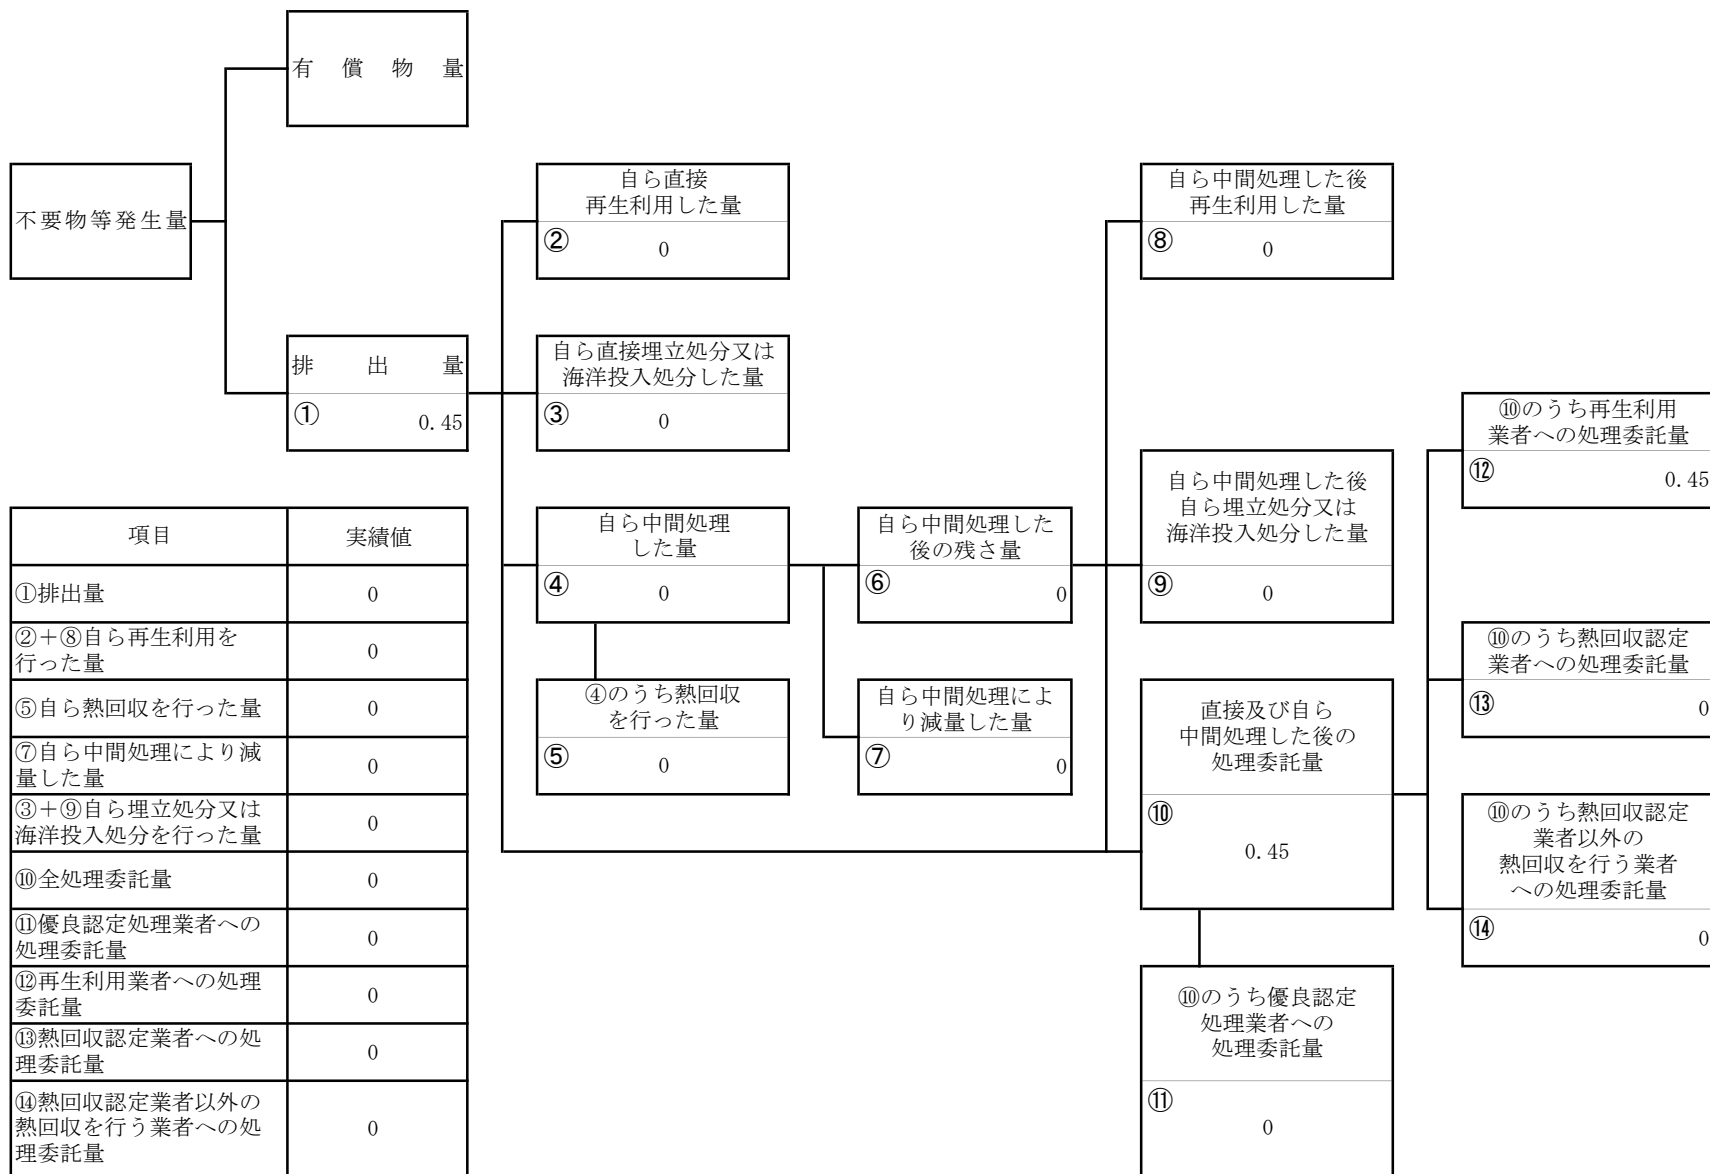 有償物量
不要物等発生量
自ら直接
再生利用した量
②
0
自ら中間処理した後
再生利用した量
⑧
0
排出量
①
0.45
自ら直接埋立処分又は
海洋投入処分した量
③
0
⑩のうち再生利用
業者への処理委託量
⑫
0.45
自ら中間処理した後
自ら埋立処分又は
海洋投入処分した量
⑨
0
自ら中間処理
した量
④
0
自ら中間処理した
後の残さ量
⑥
0
⑩のうち熱回収認定
業者への処理委託量
⑬
0
④のうち熱回収
を行った量
⑤
0
自ら中間処理によ
り減量した量
⑦
0
直接及び自ら
中間処理した後の
処理委託量
⑩
0.45
⑩のうち熱回収認定
業者以外の
熱回収を行う業者
への処理委託量
⑭
0
⑩のうち優良認定
処理業者への
処理委託量
⑪
0
項目 実績値
①排出量 0
②+⑧自ら再生利用を
行った量 0
⑤自ら熱回収を行った量 0
⑦自ら中間処理により減
量した量 0
③+⑨自ら埋立処分又は
海洋投入処分を行った量 0
⑩全処理委託量 0
⑪優良認定処理業者への
処理委託量 0
⑫再生利用業者への処理
委託量 0
⑬熱回収認定業者への処
理委託量 0
⑭熱回収認定業者以外の
熱回収を行う業者への処 0
理委託量